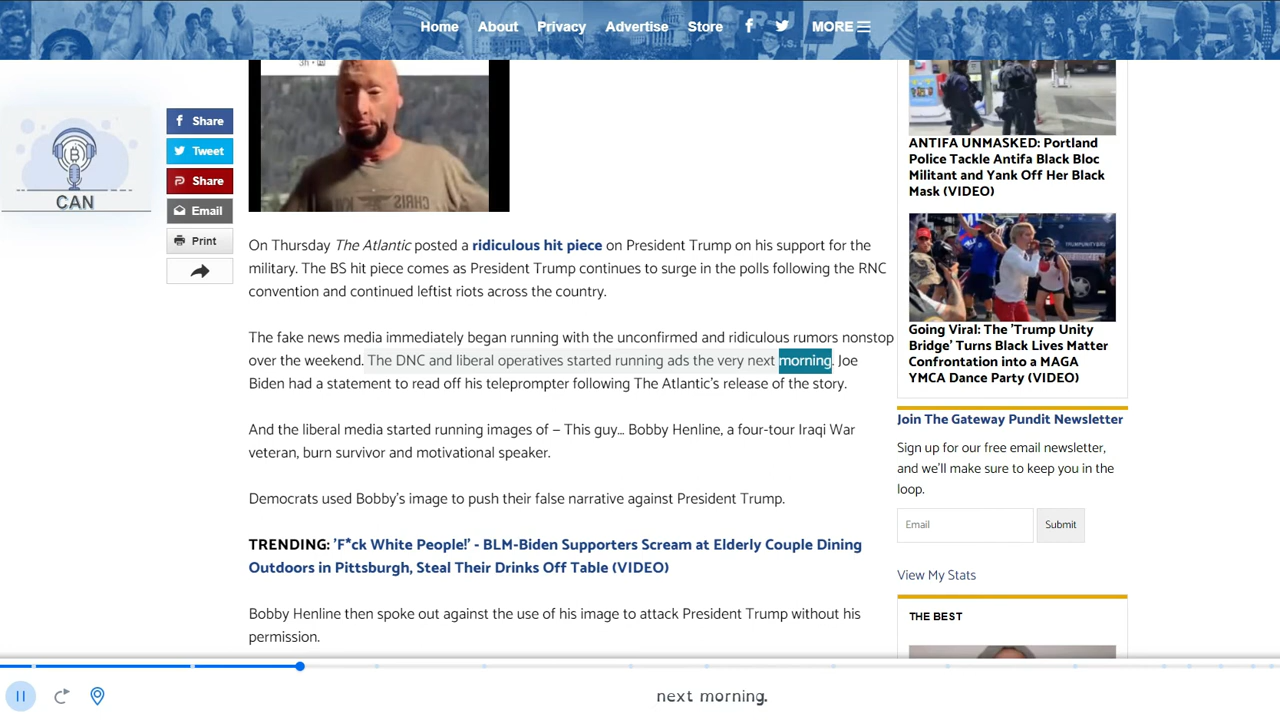 Home About Privacy Advertise Store MORE
3h
CAN
Share
Tweet
Share
Email
Print
On Thursday The Atlantic posted a ridiculous hit piece on President Trump on his support for the
military. The BS hit piece comes as President Trump continues to surge in the polls following the RNC
convention and continued leftist riots across the country.
The fake news media immediately began running with the unconfirmed and ridiculous rumors nonstop
over the weekend. The DNC and liberal operatives started running ads the very next morning. Joe
Biden had a statement to read off his teleprompter following The Atlantic's release of the story.
And the liberal media started running images of – This guy… Bobby Henline, a four-tour Iraqi War
veteran, burn survivor and motivational speaker.
Democrats used Bobby's image to push their false narrative against President Trump.
TRENDING: 'F*ck White People!' - BLM-Biden Supporters Scream at Elderly Couple Dining
Outdoors in Pittsburgh, Steal Their Drinks Off Table (VIDEO)
Bobby Henline then spoke out against the use of his image to attack President Trump without his
permission.
ANTIFA UNMASKED: Portland
Police Tackle Antifa Black Bloc
Militant and Yank Off Her Black
Mask (VIDEO)
Going Viral: The 'Trump Unity
Bridge' Turns Black Lives Matter
Confrontation into a MAGA
YMCA Dance Party (VIDEO)
Join The Gateway Pundit Newsletter
Sign up for our free email newsletter,
and we'll make sure to keep you in the
loop.
Email Submit
View My Stats
THE BEST
next morning.